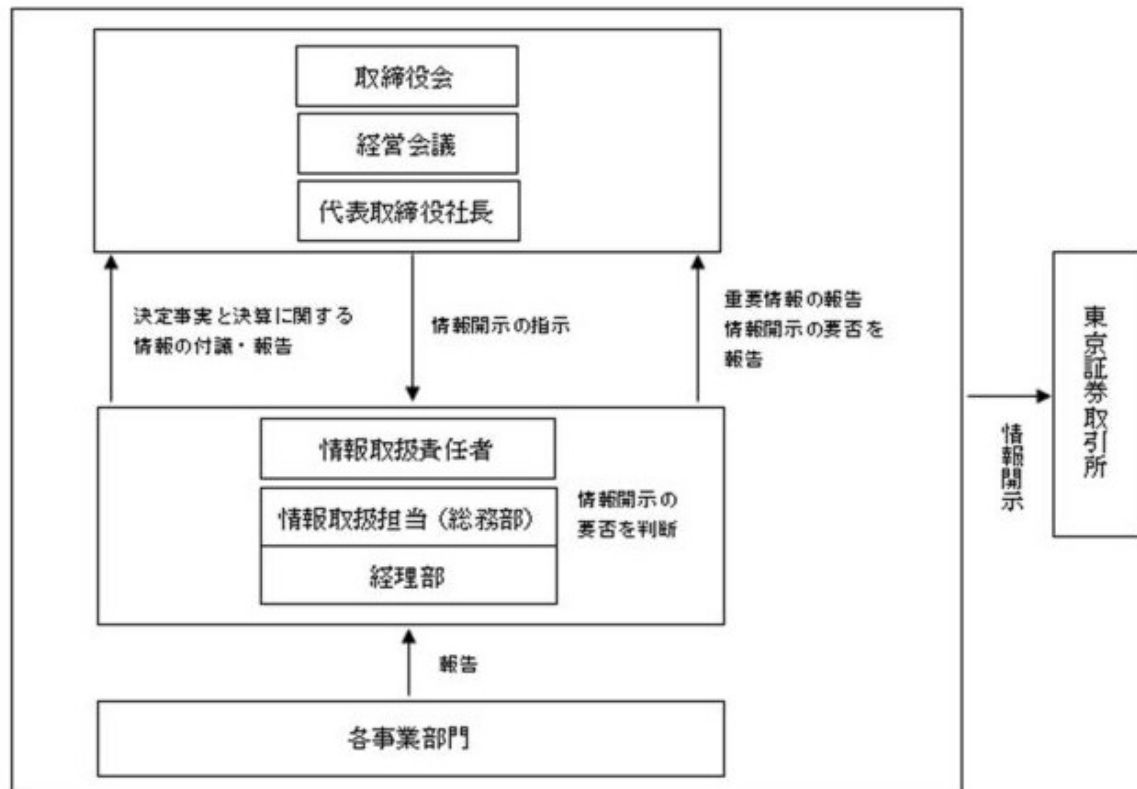 取締役会
経営会議
代表取締役社長
決定事実と決算に関する
情報の付議・報告
情報開示の指示
重要情報の報告
情報開示の要否を
報告
情報取扱責任者
情報取扱担当（総務部）
経理部
情報開示の
要否を判断
報告
各事業部門
情報開示
東京証券取引所